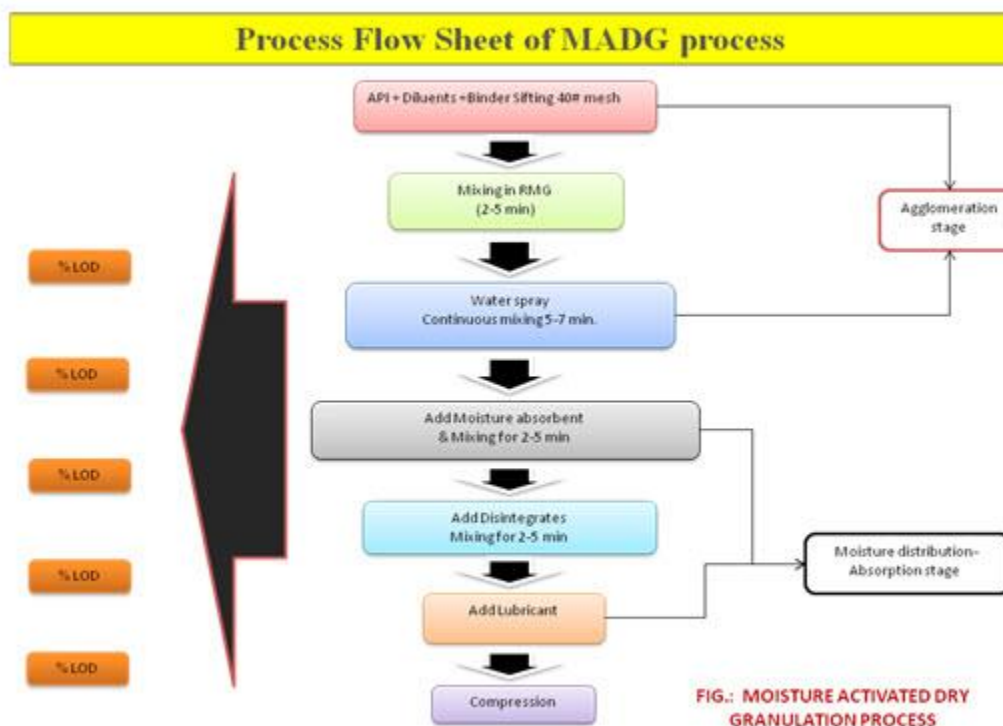 Process Flow Sheet of MADG process
API + Diluents +Binder Sifting 40# mesh
Mixing in RMG
(2-5 min)
Agglomeration
stage
% LOD
Water spray
Continuous mixing 5-7 min.
% LOD
Add Moisture absorbent
& Mixing for 2-5 min
% LOD
Add Disintegrates
Mixing for 2-5 min
Moisture distribution-
Absorption stage
% LOD
Add Lubricant
% LOD
Compression
FIG.: MOISTURE ACTIVATED DRY
GRANULATION PROCESS